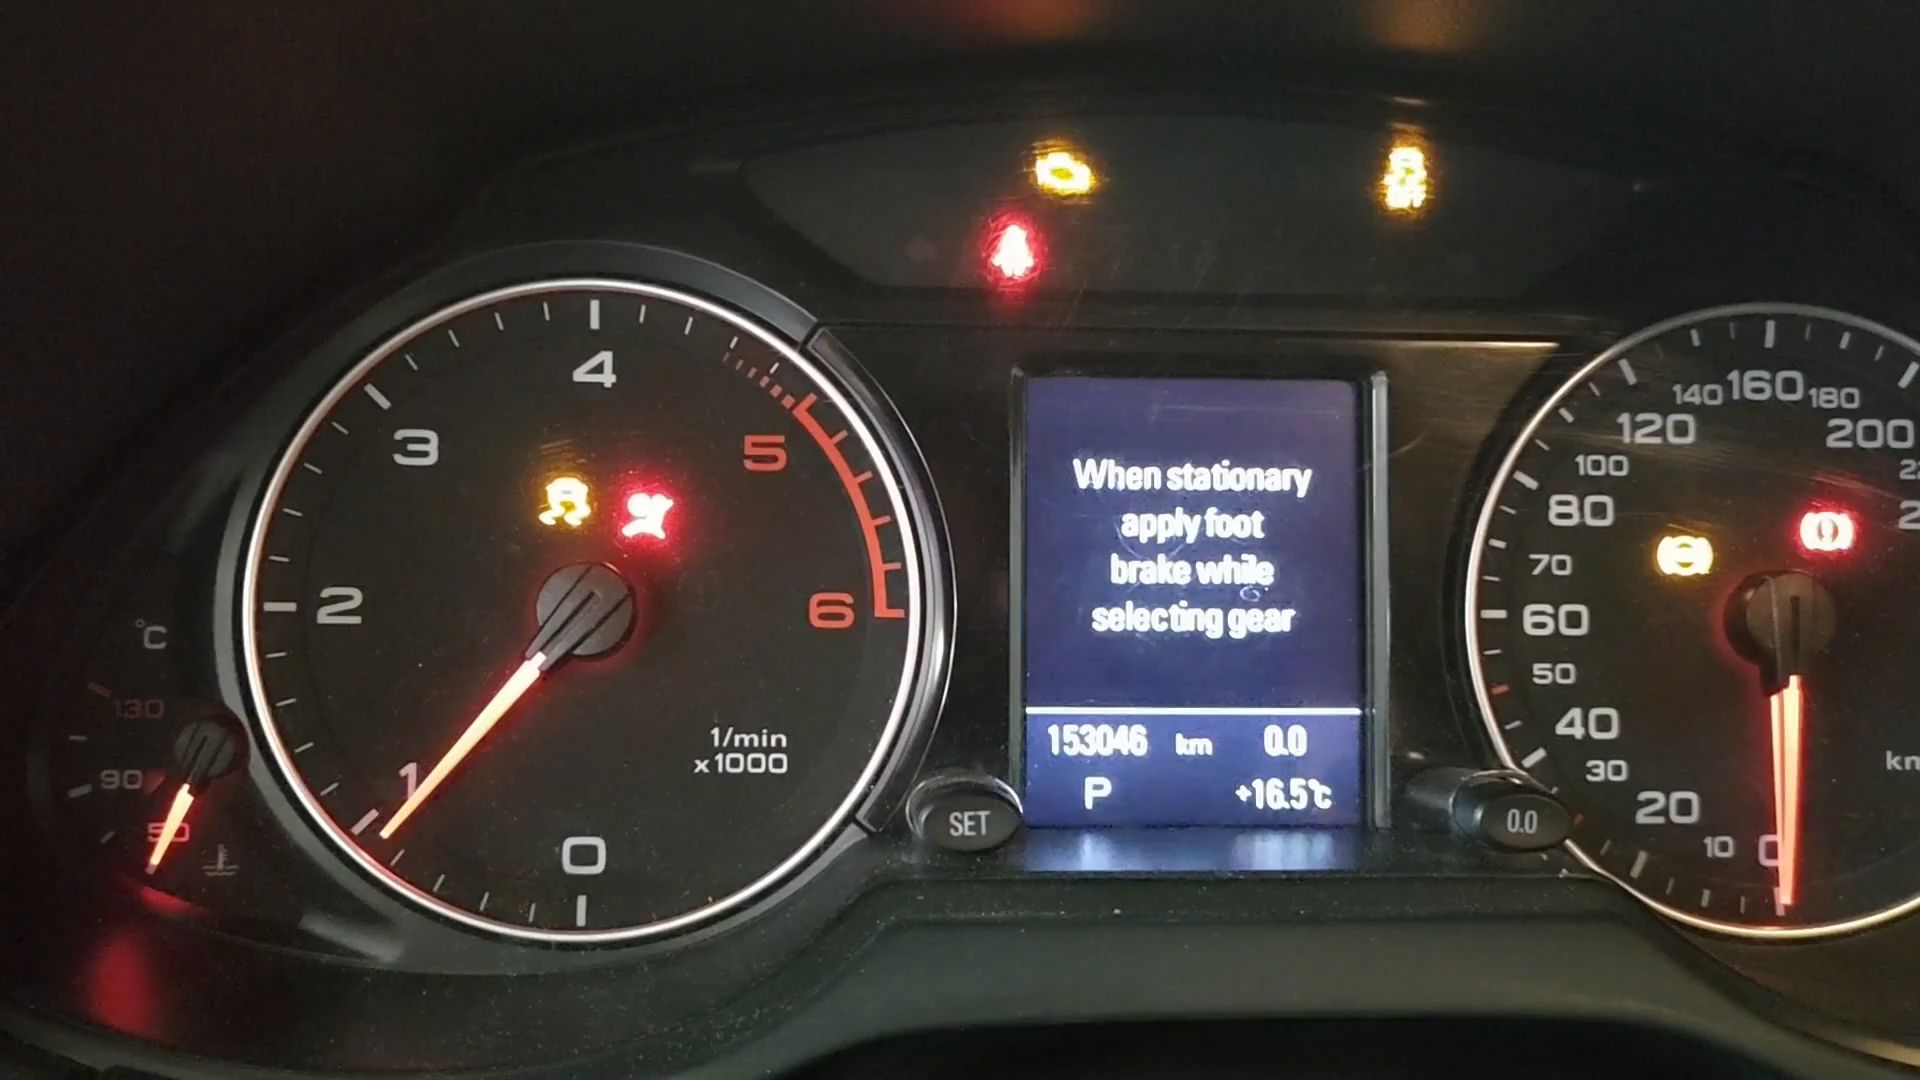 °C
130
90
50
0
1
2
3
4
5
6
1/min
x1000
SET
When stationary
apply foot
brake while
selecting gear
153046 km 0.0
P +16.5°C
0.0
0
10
20
30
40
50
60
70
80
100
120
140
160
180
200